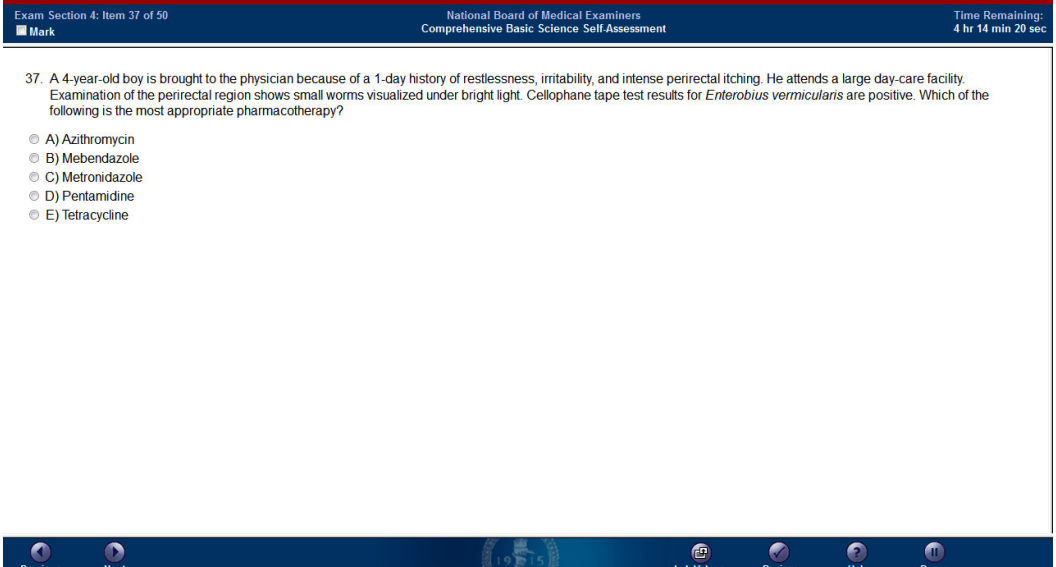 Exam Section 4: Item 37 of 50
Mark
National Board of Medical Examiners
Comprehensive Basic Science Self-Assessment
Time Remaining:
4 hr 14 min 20 sec
37. A 4-year-old boy is brought to the physician because of a 1-day history of restlessness, irritability, and intense perirectal itching. He attends a large day-care facility.
Examination of the perirectal region shows small worms visualized under bright light. Cellophane tape test results for Enterobius vermicularis are positive. Which of the
following is the most appropriate pharmacotherapy?
A) Azithromycin
B) Mebendazole
C) Metronidazole
D) Pentamidine
E) Tetracycline
1915